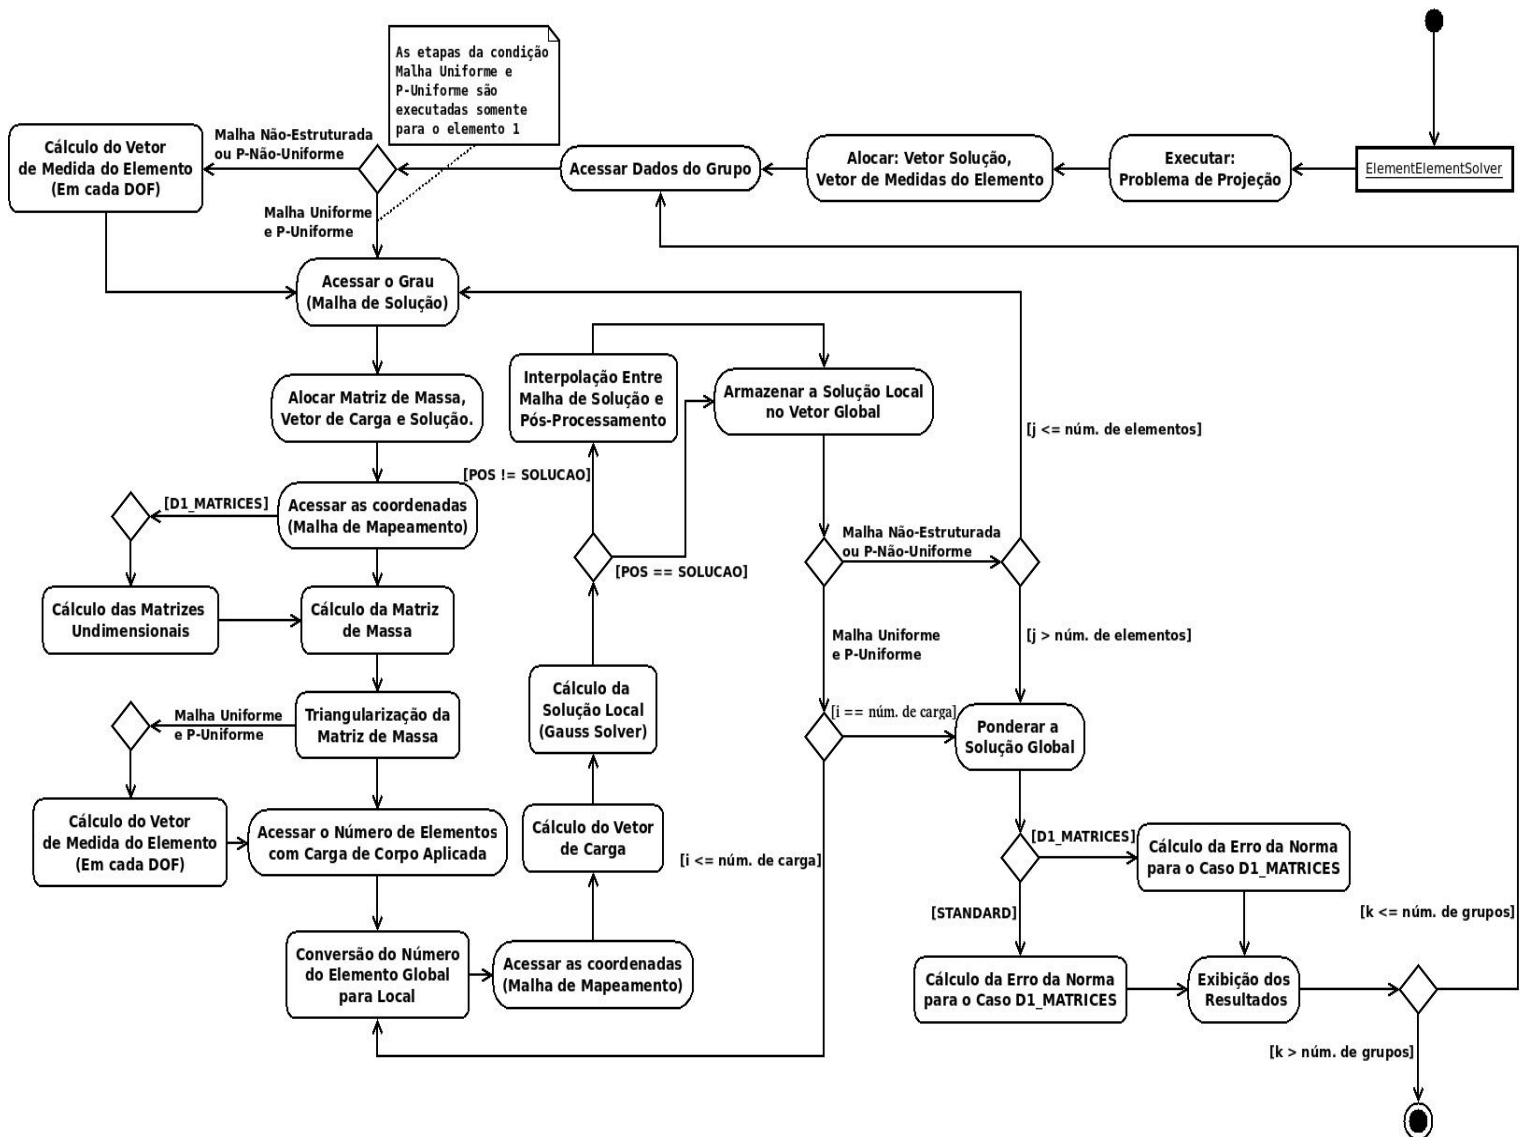 As etapas da condição
Malha Uniforme e
P-Uniforme são
executadas somente
para o elemento 1
ElementElementSolver
Executar:
Problema de Projeção
Alocar: Vetor Solução,
Vetor de Medidas do Elemento
Acessar Dados do Grupo
Malha Não-Estruturada
ou P-Não-Uniforme
Cálculo do Vetor
de Medida do Elemento
(Em cada DOF)
Malha Uniforme
e P-Uniforme
Acessar o Grau
(Malha de Solução)
Alocar Matriz de Massa,
Vetor de Carga e Solução.
Acessar as coordenadas
(Malha de Mapeamento)
[D1_MATRICES]
Cálculo das Matrizes
Undimensionais
Cálculo da Matriz
de Massa
Triangularização da
Matriz de Massa
Malha Uniforme
e P-Uniforme
Cálculo do Vetor
de Medida do Elemento
(Em cada DOF)
Acessar o Número de Elementos
com Carga de Corpo Aplicada
Conversão do Número
do Elemento Global
para Local
Acessar as coordenadas
(Malha de Mapeamento)
Cálculo do Vetor
de Carga
Cálculo da
Solução Local
(Gauss Solver)
[POS != SOLUCAO]
[POS == SOLUCAO]
Interpolação Entre
Malha de Solução e
Pós-Processamento
Armazenar a Solução Local
no Vetor Global
Malha Não-Estruturada
ou P-Não-Uniforme
[j <= núm. de elementos]
[j > núm. de elementos]
Malha Uniforme
e P-Uniforme
[i == núm. de carga]
[i <= núm. de carga]
Ponderar a
Solução Global
[D1_MATRICES]
Cálculo da Erro da Norma
para o Caso D1_MATRICES
[STANDARD]
Cálculo da Erro da Norma
para o Caso D1_MATRICES
Exibição dos
Resultados
[k <= núm. de grupos]
[k > núm. de grupos]